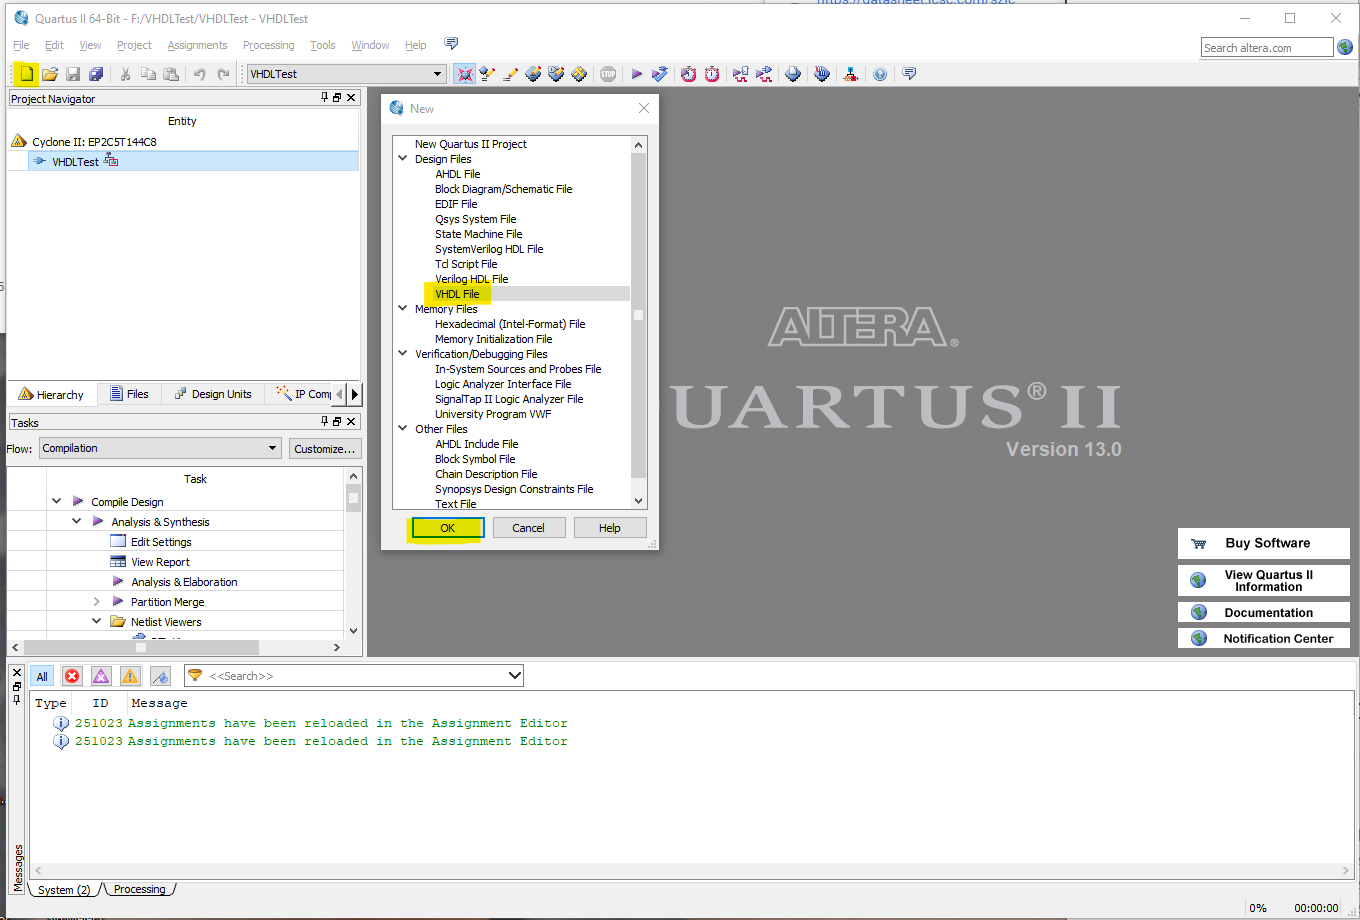 https://datasheet.lcsc.com/szlc
Quartus II 64-Bit - F:/VHDLTest/VHDLTest - VHDLTest
File Edit View Project Assignments Processing Tools Window Help
Search altera.com
VHDLTest
STOP
Project Navigator
Entity
Cyclone II: EP2C5T144C8
VHDLTest
Hierarchy Files Design Units IP Com
Tasks
Flow: Compilation Customize...
Task
Compile Design
Analysis & Synthesis
Edit Settings
View Report
Analysis & Elaboration
Partition Merge
Netlist Viewers
New
New Quartus II Project
Design Files
AHDL File
Block Diagram/Schematic File
EDIF File
Qsys System File
State Machine File
SystemVerilog HDL File
Tcl Script File
Verilog HDL File
VHDL File
Memory Files
Hexadecimal (Intel-Format) File
Memory Initialization File
Verification/Debugging Files
In-System Sources and Probes File
Logic Analyzer Interface File
SignalTap II Logic Analyzer File
University Program VWF
Other Files
AHDL Include File
Block Symbol File
Chain Description File
Synopsys Design Constraints File
Text File
OK Cancel Help
ALTERA®
UARTUS® II
Version 13.0
Buy Software
View Quartus II
Information
Documentation
Notification Center
All <<Search>>
Type ID Message
251023 Assignments have been reloaded in the Assignment Editor
251023 Assignments have been reloaded in the Assignment Editor
Messages
System (2) Processing
0% 00:00:00